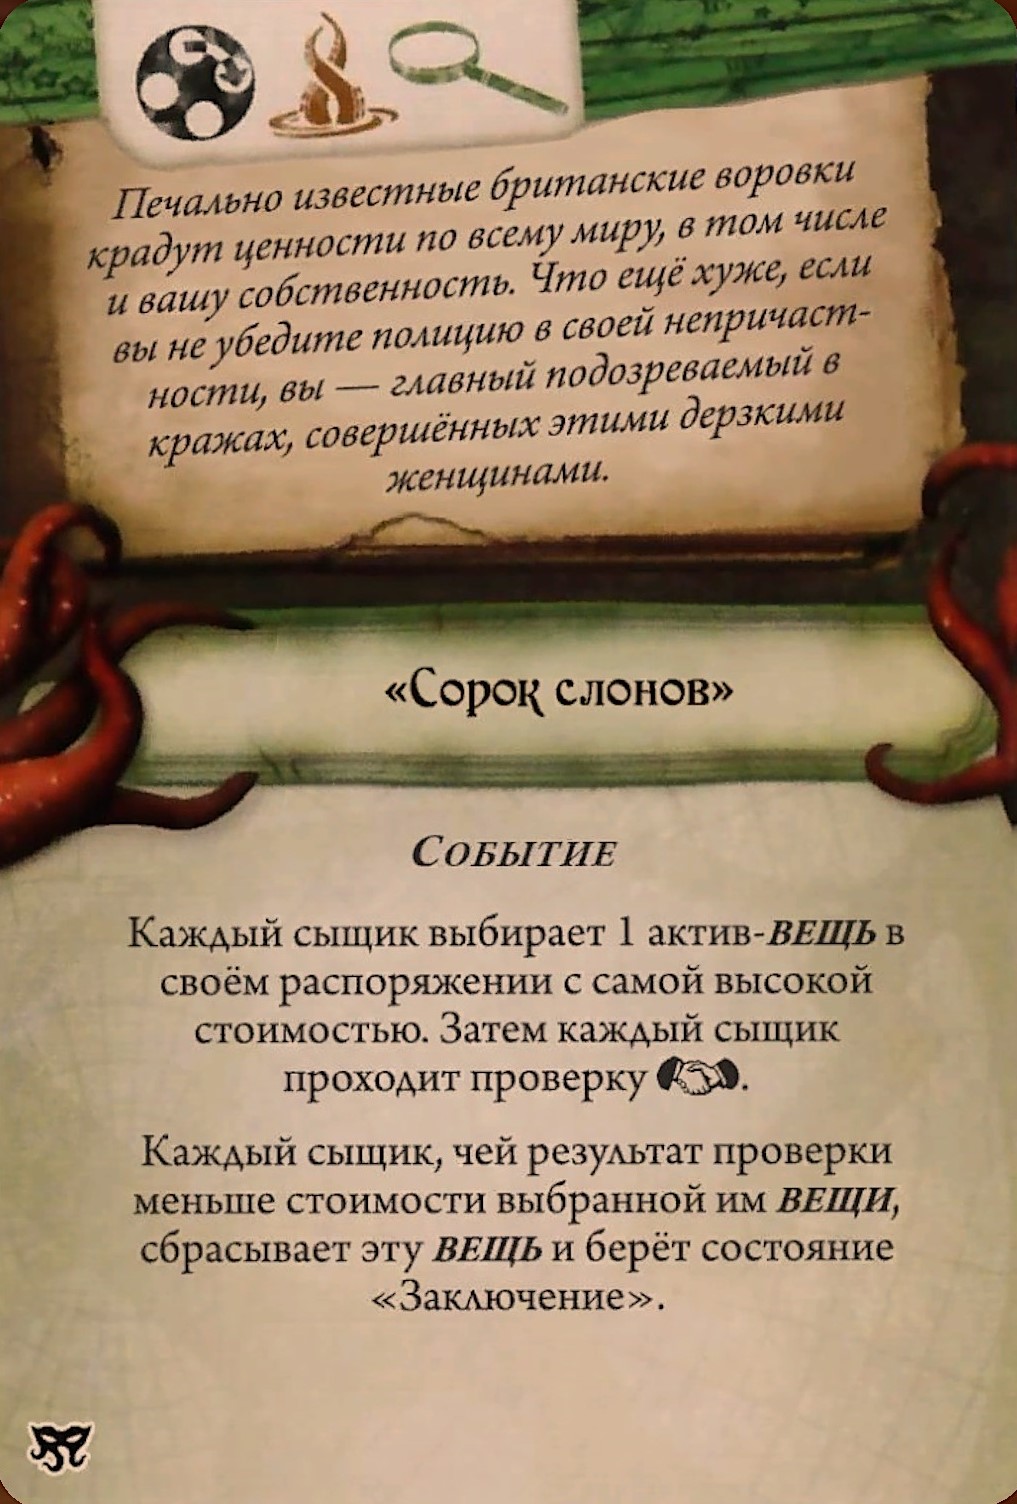 Печально известные британские воровки
крадут ценности по всему миру, в том числе
и вашу собственность. Что ещё хуже, если
вы не убедите полицию в своей непричаст-
ности, вы — главный подозреваемый в
кражах, совершённых этими дерзкими
женщинами.
«Сорок слонов»
Событие
Каждый сыщик выбирает 1 актив-ВЕЩЬ в
своём распоряжении с самой высокой
стоимостью. Затем каждый сыщик
проходит проверку .
Каждый сыщик, чей результат проверки
меньше стоимости выбранной им ВЕЩИ,
сбрасывает эту ВЕЩЬ и берёт состояние
«Заключение».